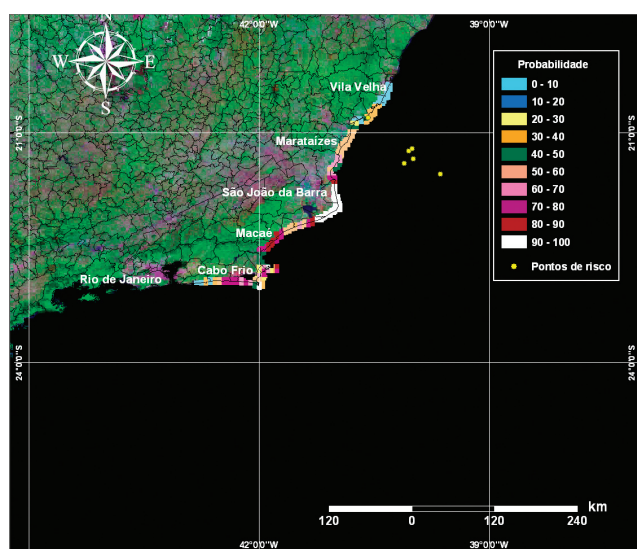 42°0'0"W
39°0'0"W
N
W
E
S
Vila Velha
21°0'0"S
21°0'0"S
Marataízes
São João da Barra
Macaé
Cabo Frio
Rio de Janeiro
Probabilidade
0 - 10
10 - 20
20 - 30
30 - 40
40 - 50
50 - 60
60 - 70
70 - 80
80 - 90
90 - 100
Pontos de risco
24°0'0"S
24°0'0"S
km
120
0
120
240
42°0'0"W
39°0'0"W